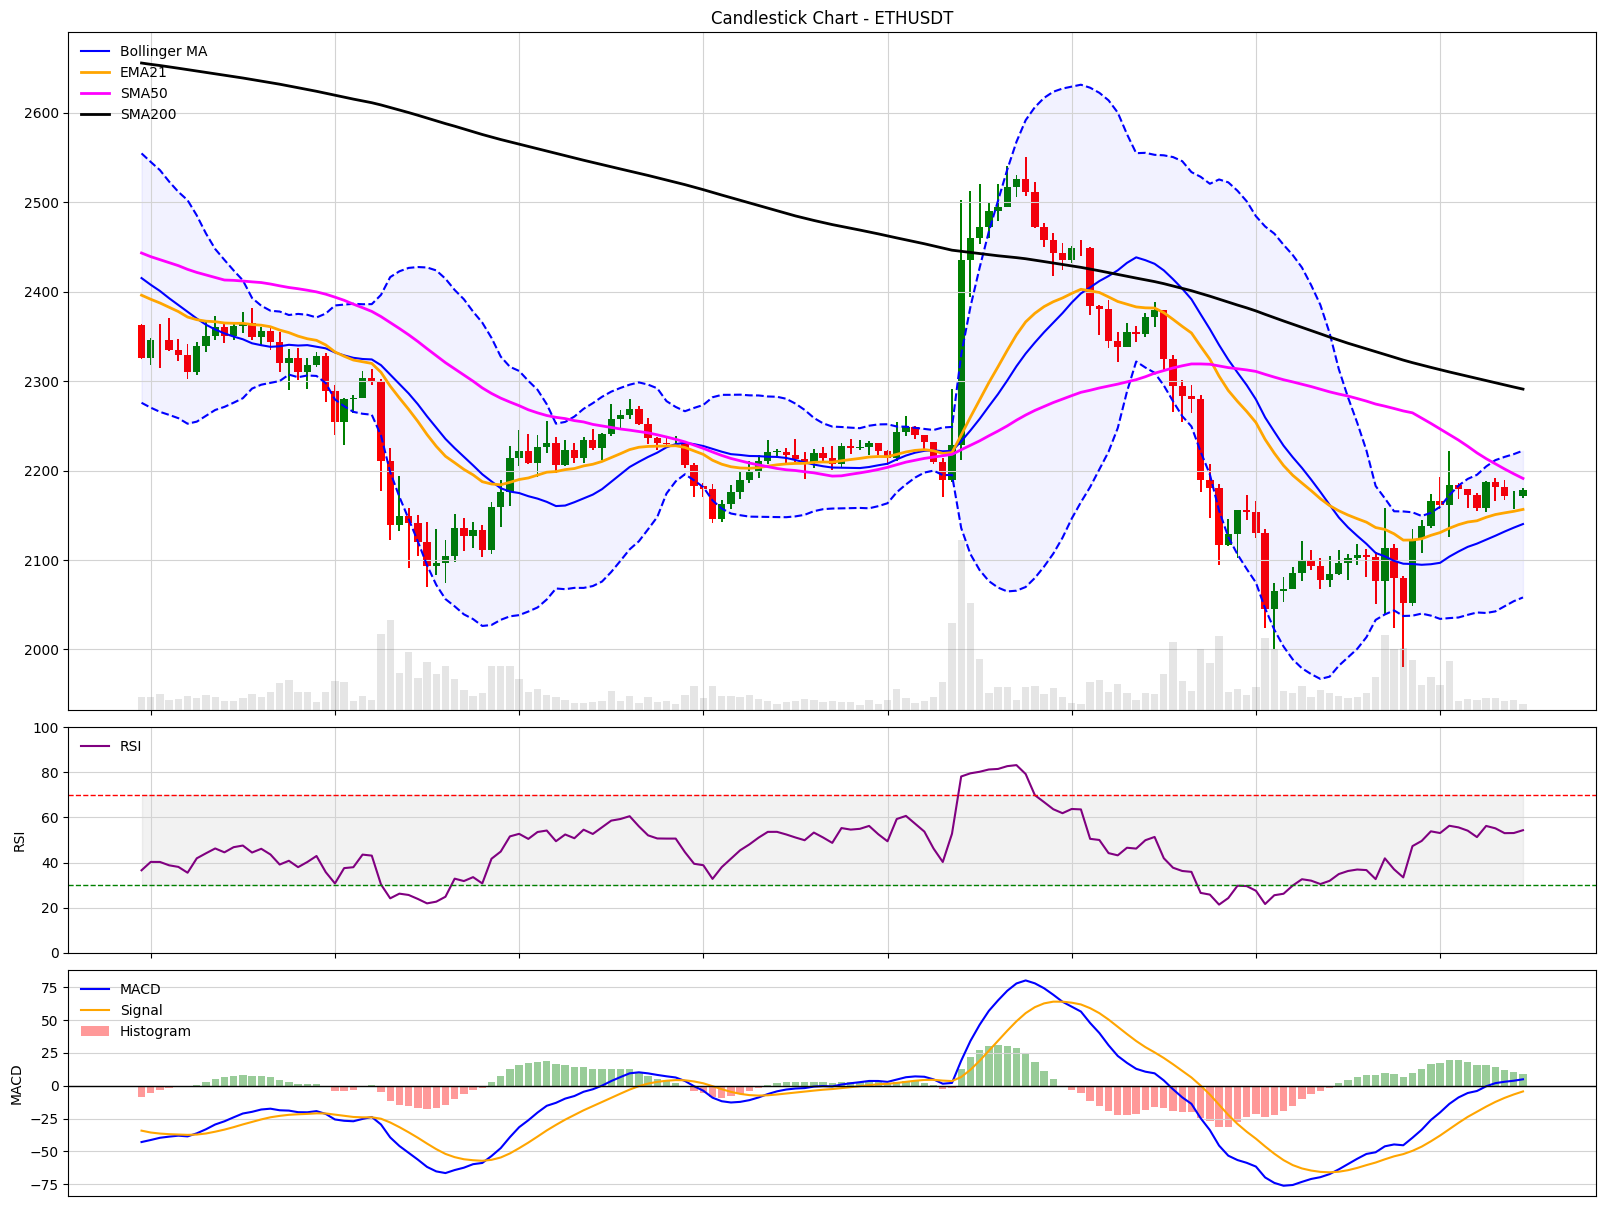 Candlestick Chart - ETHUSDT
Bollinger MA
EMA21
SMA50
SMA200
2600
2500
2400
2300
2200
2100
2000
RSI
100
80
60
40
20
0
RSI
MACD
Signal
Histogram
75
50
25
0
−25
−50
−75
MACD